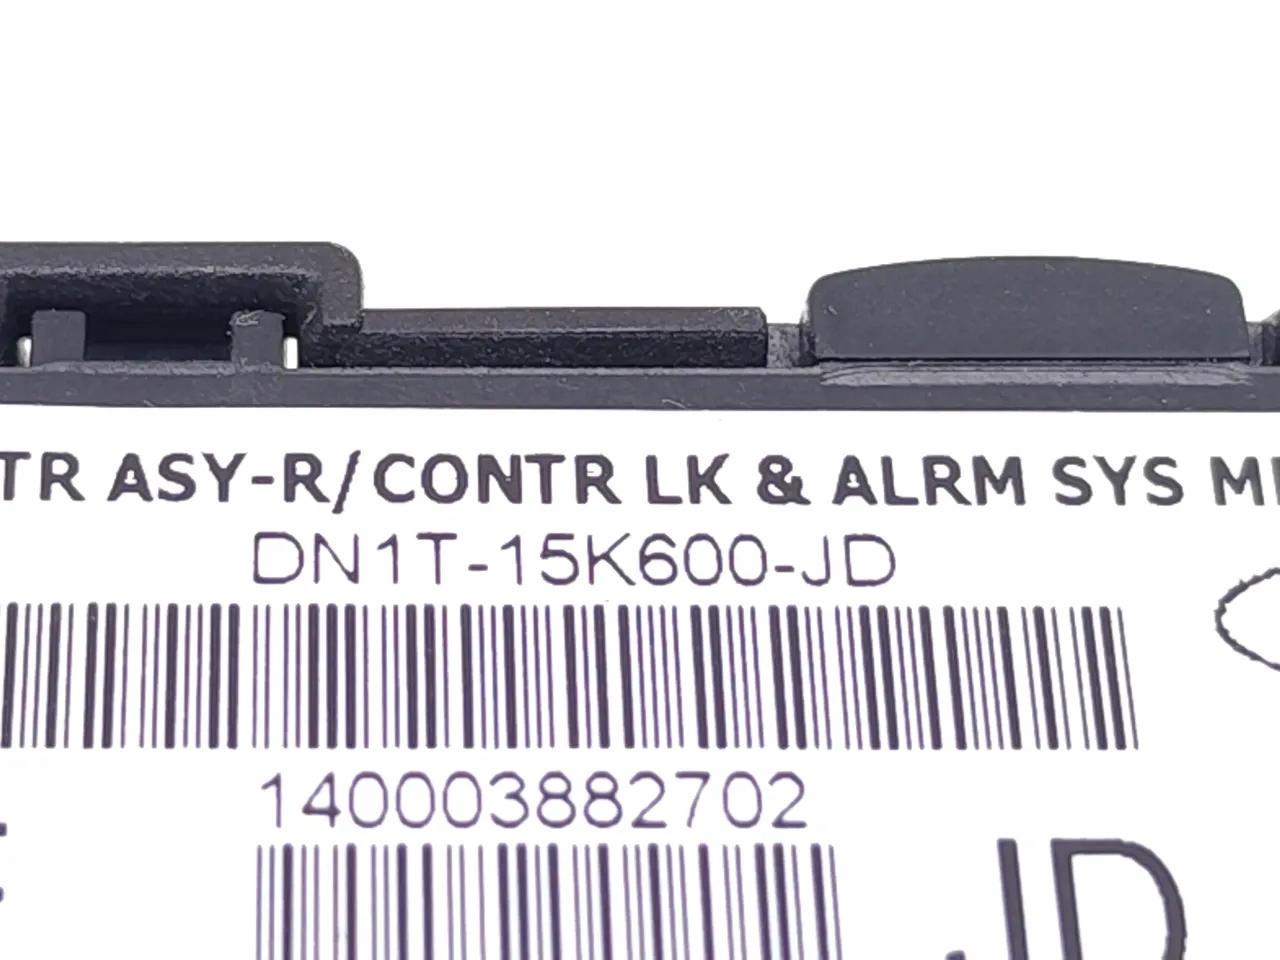 TR ASY-R/CONTR LK & ALRM SYS
DN1T-15K600-JD
140003882702
JD